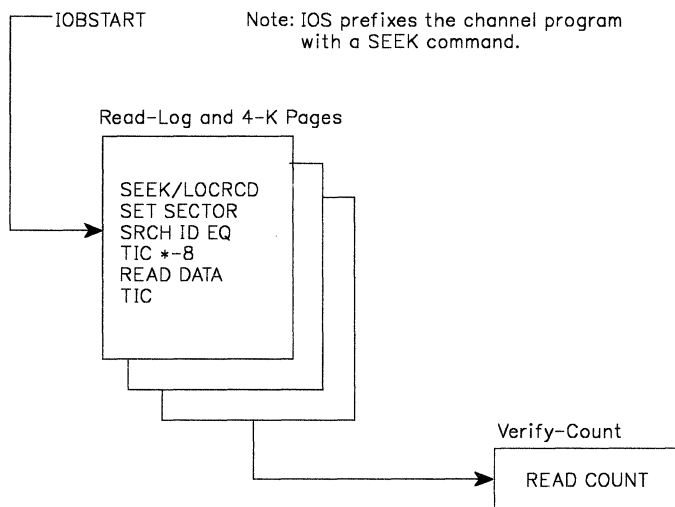 IOBSTART
Note: IOS prefixes the channel program
with a SEEK command.
Read-Log and 4-K Pages
SEEK/LOCRCD
SET SECTOR
SRCH ID EQ
TIC *-8
READ DATA
TIC
Verify-Count
READ COUNT